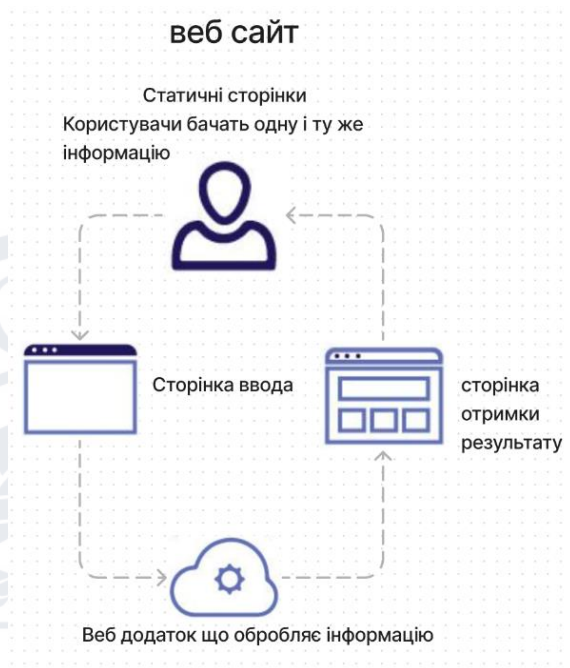 веб сайт
Статичні сторінки
Користувачи бачать одну і ту же
інформацію
Сторінка ввода
сторінка
отримки
результату
Веб додаток що обробляє інформацію